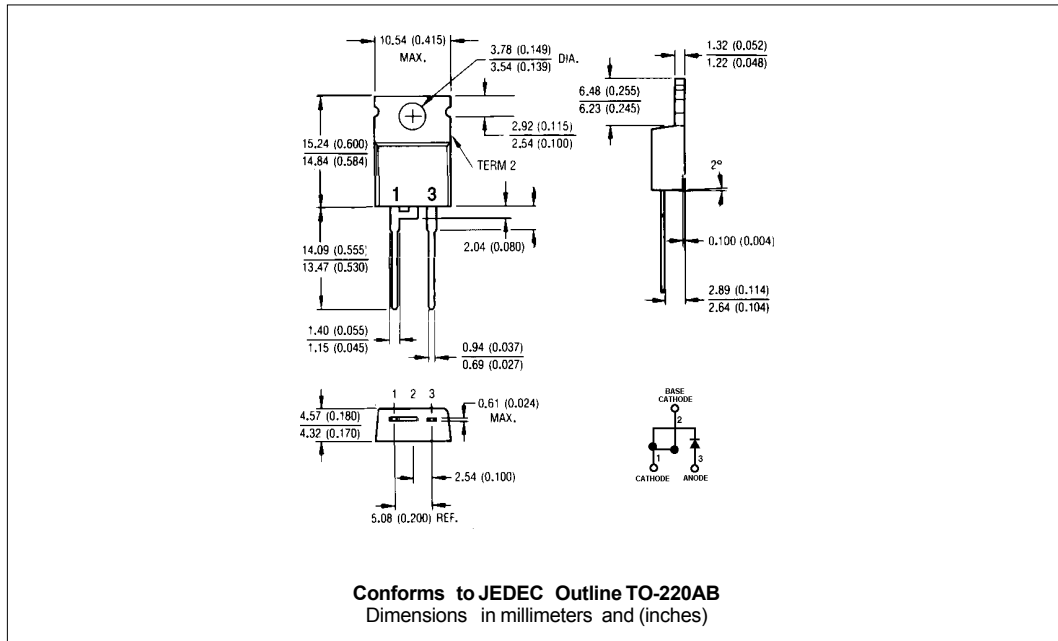 10.54 (0.415)
MAX.
3.78 (0.149)
3.54 (0.139)
DIA.
1.32 (0.052)
1.22 (0.048)
6.48 (0.255)
6.23 (0.245)
2.92 (0.115)
2.54 (0.100)
TERM 2
15.24 (0.600)
14.84 (0.584)
2°
1 3
2.04 (0.080)
0.100 (0.004)
14.09 (0.555)
13.47 (0.530)
2.89 (0.114)
2.64 (0.104)
1.40 (0.055)
1.15 (0.045)
0.94 (0.037)
0.69 (0.027)
1 2 3
0.61 (0.024)
MAX.
4.57 (0.180)
4.32 (0.170)
2.54 (0.100)
5.08 (0.200) REF.
BASE
CATHODE
2
1 3
CATHODE ANODE
Conforms to JEDEC Outline TO-220AB
Dimensions in millimeters and (inches)